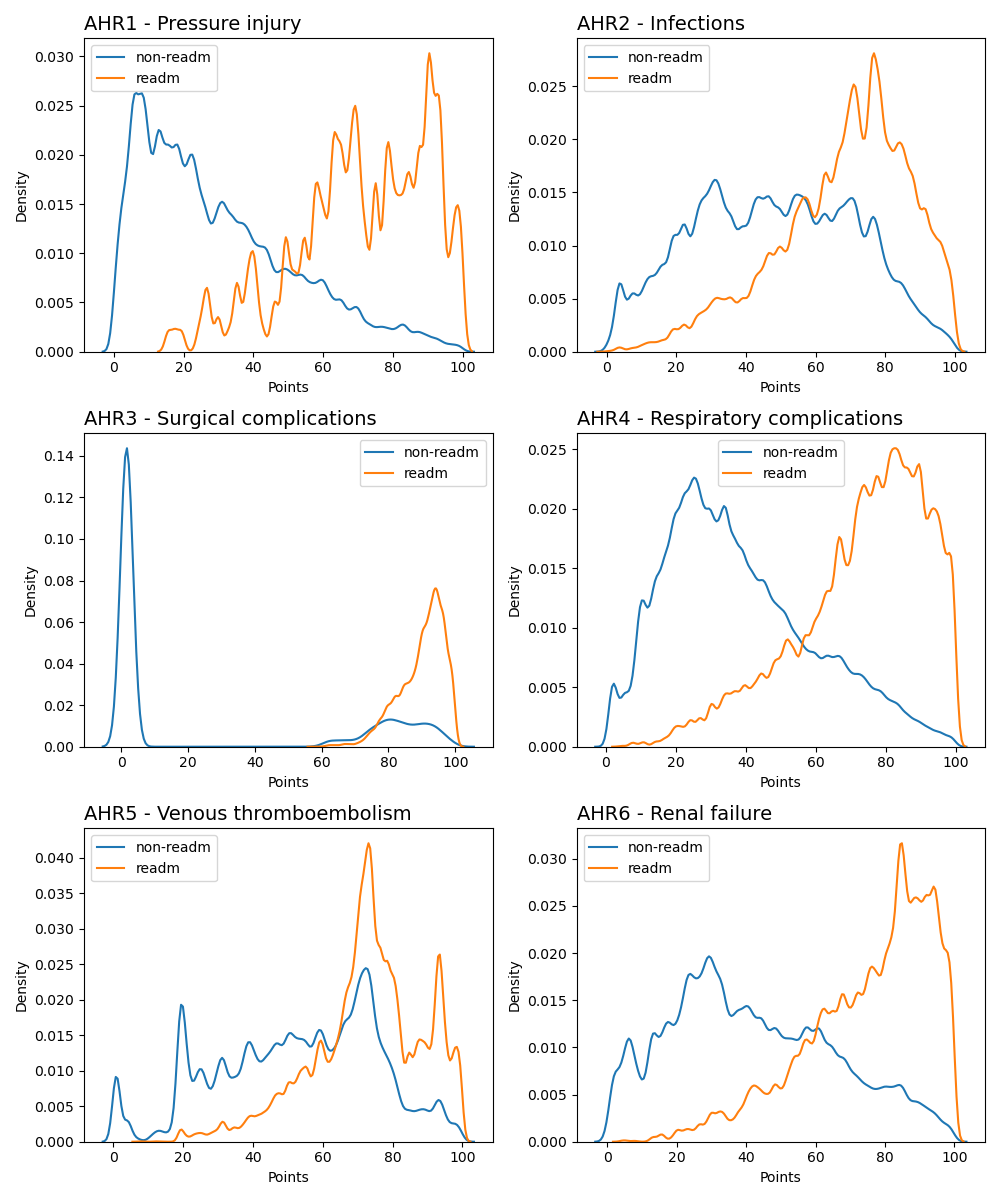 AHR1 - Pressure injury
non-readm
readm
0.030
0.025
0.020
0.015
0.010
0.005
0.000
Density
0 20 40 60 80 100
Points
AHR2 - Infections
non-readm
readm
0.025
0.020
0.015
0.010
0.005
0.000
Density
0 20 40 60 80 100
Points
AHR3 - Surgical complications
non-readm
readm
0.14
0.12
0.10
0.08
0.06
0.04
0.02
0.00
Density
0 20 40 60 80 100
Points
AHR4 - Respiratory complications
non-readm
readm
0.025
0.020
0.015
0.010
0.005
0.000
Density
0 20 40 60 80 100
Points
AHR5 - Venous thromboembolism
non-readm
readm
0.040
0.035
0.030
0.025
0.020
0.015
0.010
0.005
0.000
Density
0 20 40 60 80 100
Points
AHR6 - Renal failure
non-readm
readm
0.030
0.025
0.020
0.015
0.010
0.005
0.000
Density
0 20 40 60 80 100
Points